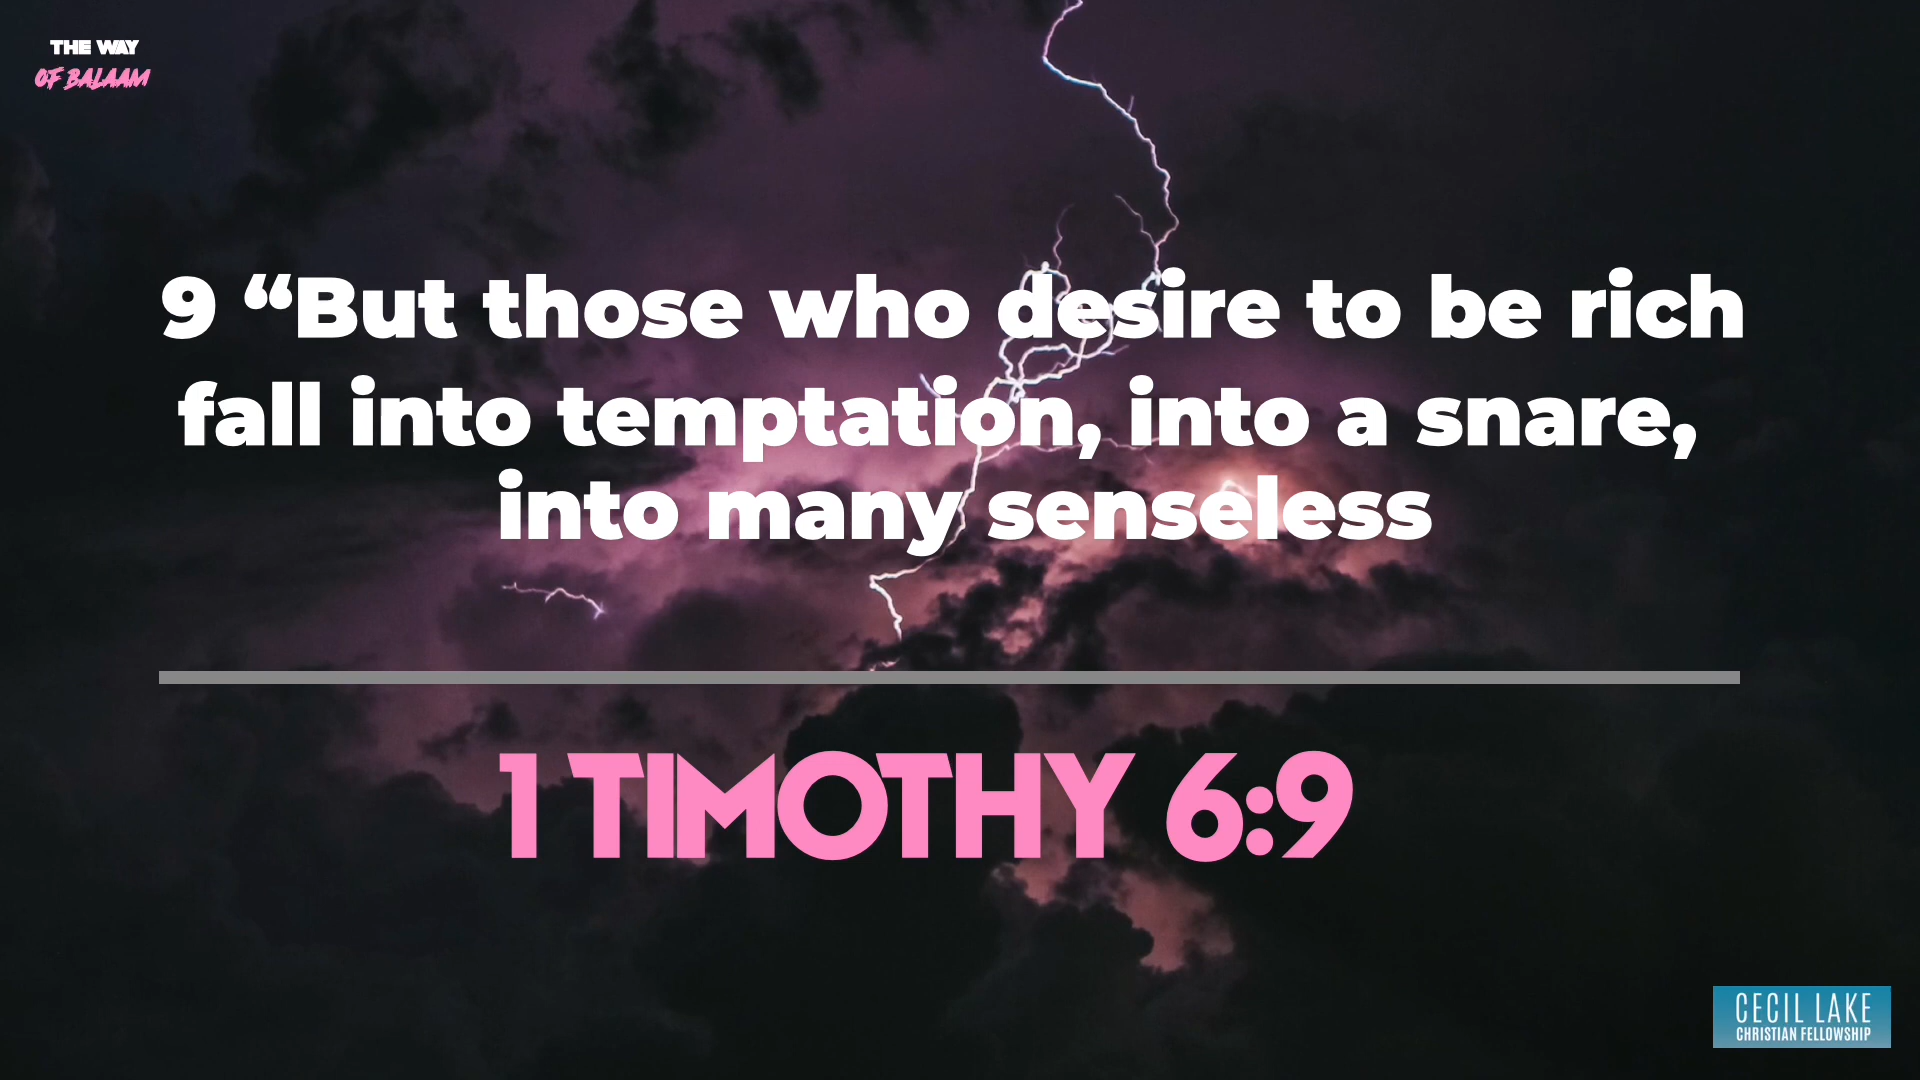 THE WAY
OF BALAAM
9 “But those who desire to be rich
fall into temptation, into a snare,
into many senseless
1 TIMOTHY 6:9
CECIL LAKE
CHRISTIAN FELLOWSHIP